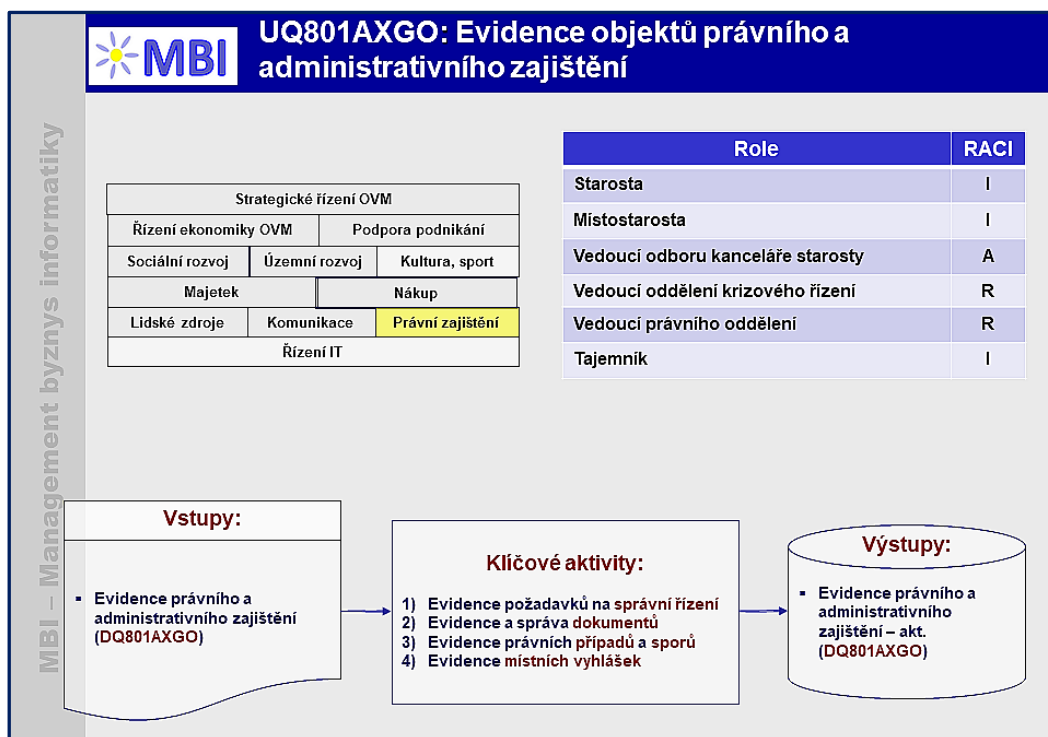 MBI
UQ801AXGO: Evidence objektů právního a
administrativního zajištění
MBI – Management byznys informatiky
Strategické řízení OVM
Řízení ekonomiky OVM
Podpora podnikání
Sociální rozvoj
Územní rozvoj
Kultura, sport
Majetek
Nákup
Lidské zdroje
Komunikace
Právní zajištění
Řízení IT
Role RACI
Starosta I
Místostarosta I
Vedoucí odboru kanceláře starosty A
Vedoucí oddělení krizového řízení R
Vedoucí právního oddělení R
Tajemník I
Vstupy:
▪ Evidence právního a
administrativního zajištění
(DQ801AXGO)
Klíčové aktivity:
1) Evidence požadavků na správní řízení
2) Evidence a správa dokumentů
3) Evidence právních případů a sporů
4) Evidence místních vyhlášek
Výstupy:
▪ Evidence právního a
administrativního
zajištění – akt.
(DQ801AXGO)